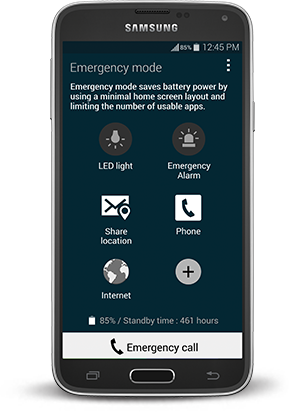 SAMSUNG
85% 12:45 PM
Emergency mode
Emergency mode saves battery power by
using a minimal home screen layout and
limiting the number of usable apps.
LED light
Emergency
Alarm
Share
location
Phone
Internet
85% / Standby time : 461 hours
Emergency call